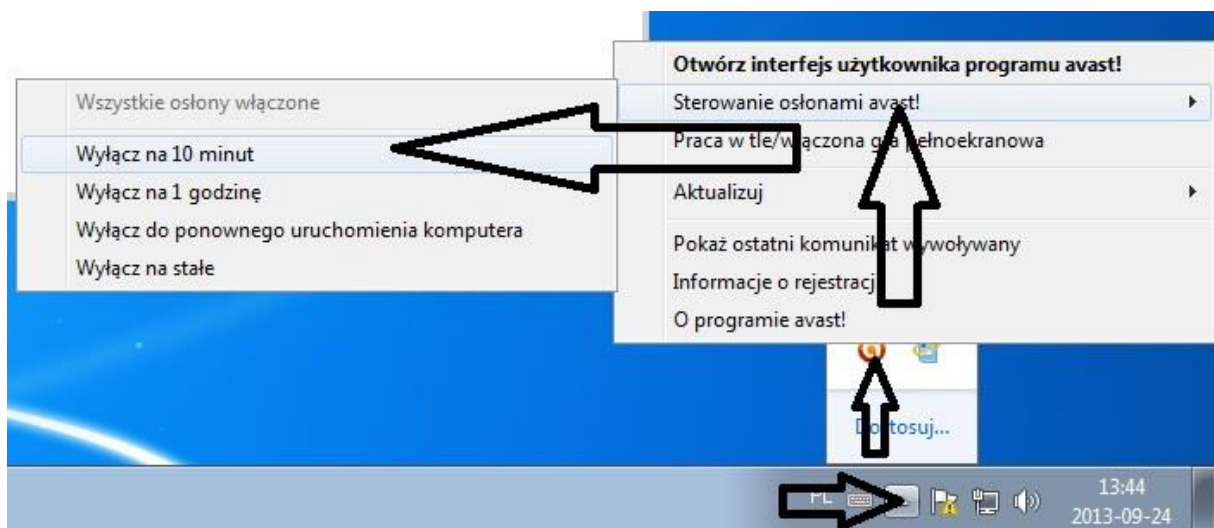 Otwórz interfejs użytkownika programu avast!
Sterowanie osłonami avast!
Praca w tle/włączona gra pełnoekranowa
Aktualizuj
Pokaż ostatni komunikat wywoływany
Informacje o rejestracji
O programie avast!
Wszystkie osłony włączone
Wyłącz na 10 minut
Wyłącz na 1 godzinę
Wyłącz do ponownego uruchomienia komputera
Wyłącz na stałe
Dostosuj...
PL
13:44
2013-09-24